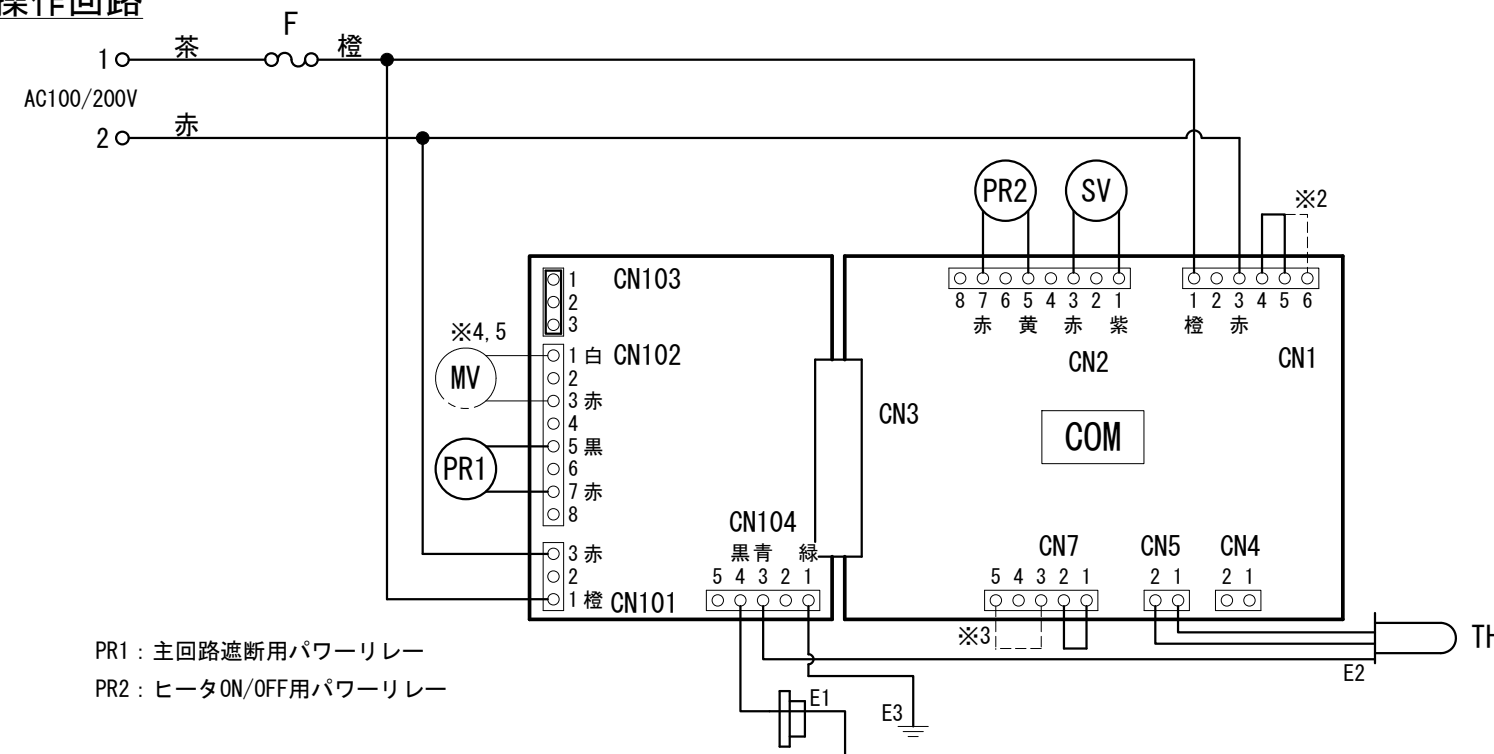 操作回路
F
1 茶 橙
AC100/200V
2 赤
PR2 SV ※2
CN103
1
2
3
8 7 6 5 4 3 2 1
赤 黄 赤 紫
1 2 3 4 5 6
橙 赤
CN2 CN1
※4,5
MV
CN102
1 白
2
3 赤
4
5 黒
6
7 赤
8
PR1
CN3
COM
CN104
黒 青 緑
5 4 3 2 1
3 赤
2
1 橙 CN101
CN7 CN5 CN4
5 4 3 2 1
2 1
2 1
※3
TH
E2
E1
E3
PR1：主回路遮断用パワーリレー
PR2：ヒータON/OFF用パワーリレー